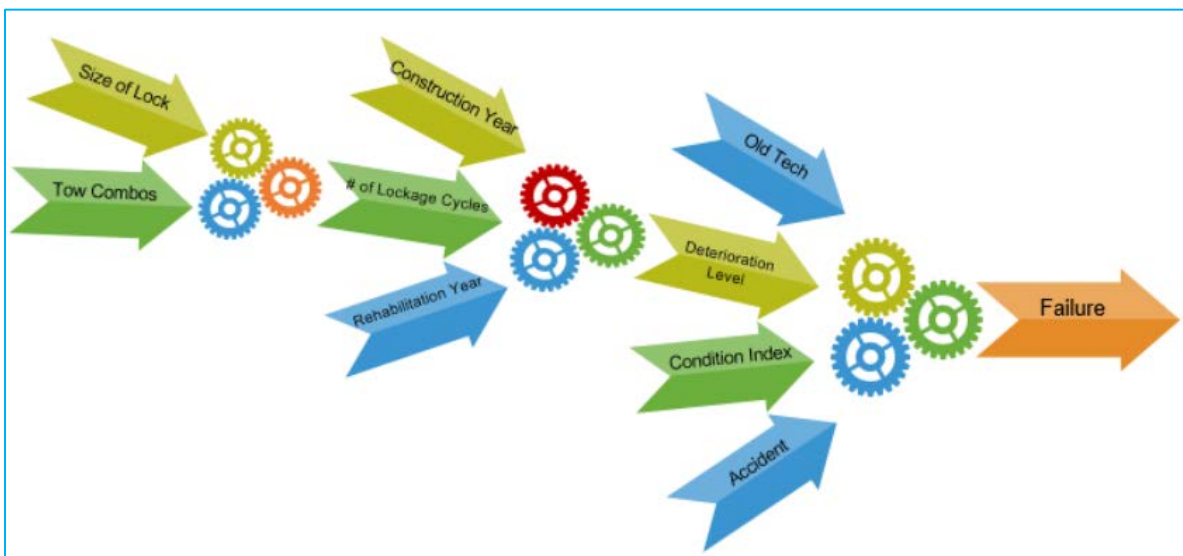 Size of Lock
Tow Combos
Construction Year
# of Lockage Cycles
Rehabilitation Year
Old Tech
Deterioration
Level
Condition Index
Accident
Failure